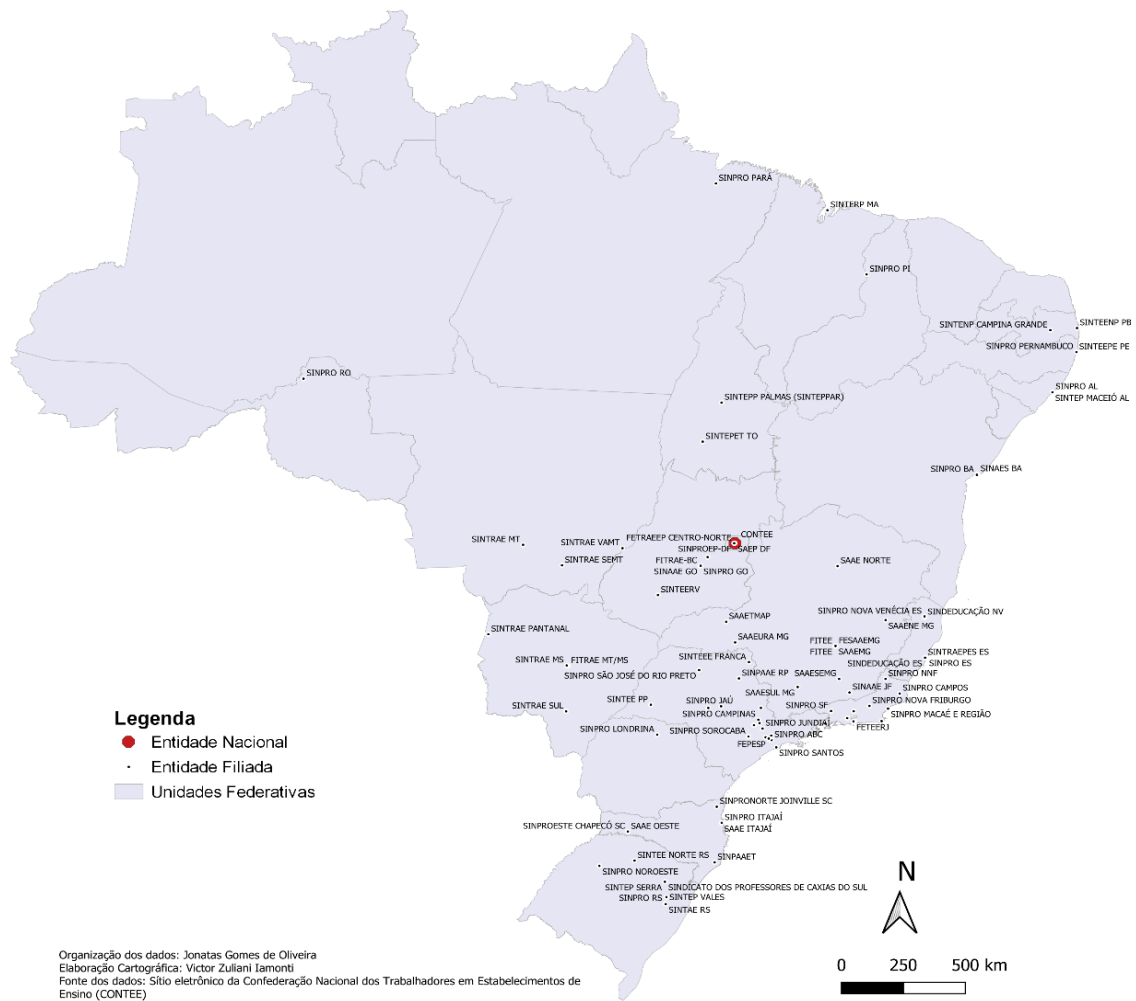 SINPRO PARÁ
SINTERP MA
SINPRO PI
SINTENP CAMPINA GRANDE
SINTEENP PB
SINPRO PERNAMBUCO
SINTEEPE PE
SINPRO RO
SINPRO AL
SINTEPP PALMAS (SINTEPPAR)
SINTEP MACEIÓ AL
SINTEPET TO
SINPRO BA
SINAES BA
SINTRAE MT
SINTRAE VAMT
FETRAEEP CENTRO-NORTE
CONTEE
SINPROEP-DF
SAEP DF
SINTRAE SEMT
FITRAE-BC
SAAE NORTE
SINAAE GO
SINPRO GO
SINTEERV
SINPRO NOVA VENÉCIA ES
SINDEDUCAÇÃO NV
SAAETMAP
SAAENE MG
SINTRAE PANTANAL
SAAEURA MG
FITEE
FESAAEMG
FITEE
SAAEMG
SINTRAEPES ES
SINTRAE MS
FITRAE MT/MS
SINTEEE FRANCA
SINDEDUCAÇÃO ES
SINPRO ES
SINPRO SÃO JOSÉ DO RIO PRETO
SINPAAE RP
SAAESEMG
SINPRO NNF
SINAAE JF
SINPRO CAMPOS
SINTEE PP
SINPRO JAÚ
SAAESUL MG
SINPRO SF
SINPRO NOVA FRIBURGO
SINTRAE SUL
SINPRO CAMPINAS
SINPRO MACAÉ E REGIÃO
SINPRO LONDRINA
SINPRO SOROCABA
SINPRO JUNDIAÍ
FETEERJ
SINPRO ABC
FEPESP
SINPRO SANTOS
Legenda
Entidade Nacional
Entidade Filiada
Unidades Federativas
SINPRONORTE JOINVILLE SC
SINPRO ITAJAÍ
SINPROESTE CHAPECÓ SC
SAAE OESTE
SAAE ITAJAÍ
SINTEE NORTE RS
SINPAAET
SINPRO NOROESTE
SINTEP SERRA
SINDICATO DOS PROFESSORES DE CAXIAS DO SUL
SINPRO RS
SINTEP VALES
SINTAE RS
N
0 250 500 km
Organização dos dados: Jonatas Gomes de Oliveira
Elaboração Cartográfica: Victor Zuliani Iamonti
Fonte dos dados: Sítio eletrônico da Confederação Nacional dos Trabalhadores em Estabelecimentos de
Ensino (CONTEE)